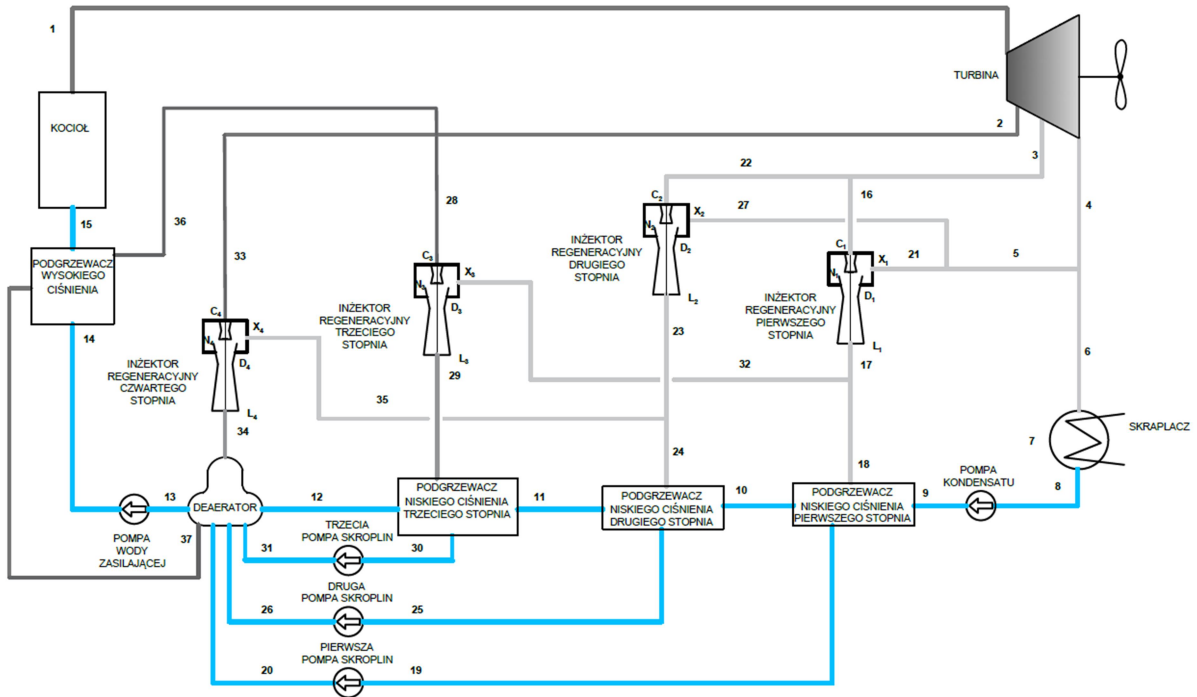 1
TURBINA
KOCIOŁ
2
3
22
4
28
C₂
X₂
27
16
36
15
N₂
D₂
C₁
X₁
21
5
INŻEKTOR
REGENERACYJNY
DRUGIEGO
STOPNIA
33
PODGRZEWACZ
WYSOKIEGO
CIŚNIENIA
C₃
X₃
N₃
D₃
N₁
D₁
L₂
INŻEKTOR
REGENERACYJNY
TRZECIEGO
STOPNIA
INŻEKTOR
REGENERACYJNY
PIERWSZEGO
STOPNIA
C₄
X₄
N₄
D₄
14
23
L₁
6
L₃
INŻEKTOR
REGENERACYJNY
CZWARTEGO
STOPNIA
29
32
17
35
L₄
34
7
SKRAPLACZ
24
18
POMPA
KONDENSATU
13
DEAERATOR
12
PODGRZEWACZ
NISKIEGO CIŚNIENIA
TRZECIEGO STOPNIA
11
PODGRZEWACZ
NISKIEGO CIŚNIENIA
DRUGIEGO STOPNIA
10
PODGRZEWACZ
NISKIEGO CIŚNIENIA
PIERWSZEGO STOPNIA
9
8
POMPA
WODY
ZASILAJĄCEJ
37
31
TRZECIA
POMPA SKROPLIN
30
DRUGA
POMPA SKROPLIN
26
25
PIERWSZA
POMPA SKROPLIN
20
19